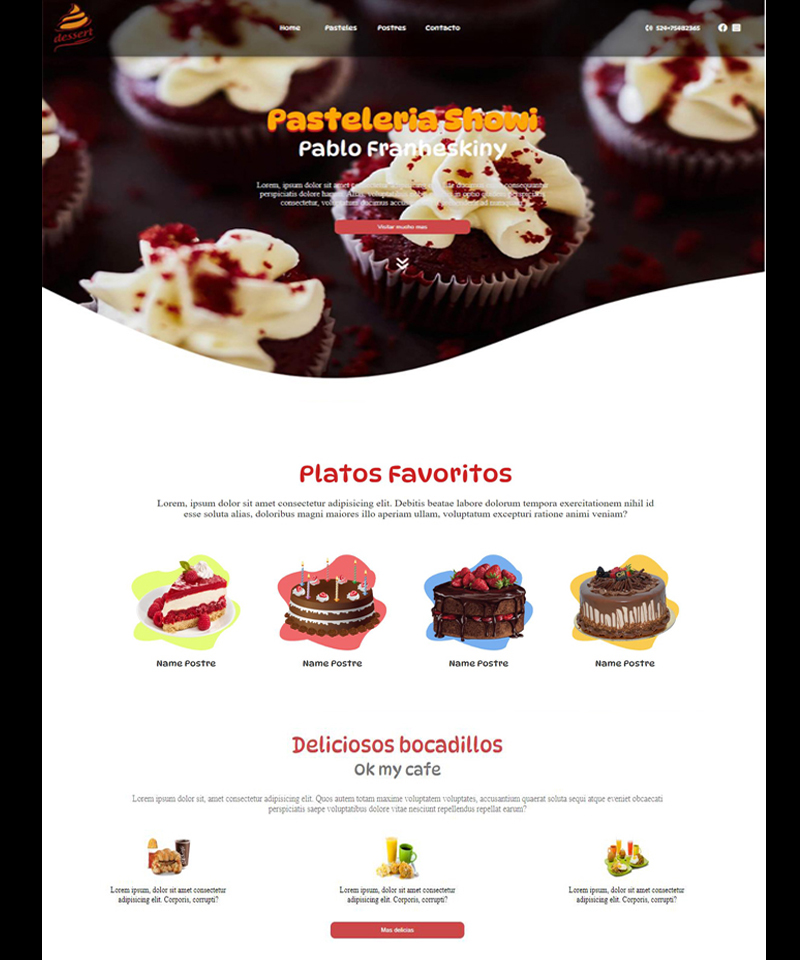 dessert
Home Pasteles Postres Contacto
Pasteleria Showi
Pablo Franheskiny
Lorem, ipsum dolor sit amet
perspiciatis dolore
consectetur, voluptatum ducimus
Visitar mucho mas
Platos Favoritos
Lorem, ipsum dolor sit amet consectetur adipisicing elit. Debitis beatae labore dolorum tempora exercitationem nihil id
esse soluta alias, doloribus magni maiores illo aperiam ullam, voluptatum excepturi ratione animi veniam?
Name Postre Name Postre Name Postre Name Postre
Deliciosos bocadillos
Ok my cafe
Lorem ipsum dolor sit, amet consectetur adipisicing elit. Quos autem totam maxime voluptatem voluptates, accusantium quaerat soluta sequi atque eveniet obcaecati
perspiciatis saepe voluptatibus dolore vitae nesciunt repellendus repellat earum?
Lorem ipsum, dolor sit amet consectetur
adipisicing elit. Corporis, corrupti?
Lorem ipsum, dolor sit amet consectetur
adipisicing elit. Corporis, corrupti?
Lorem ipsum, dolor sit amet consectetur
adipisicing elit. Corporis, corrupti?
Mas delicias